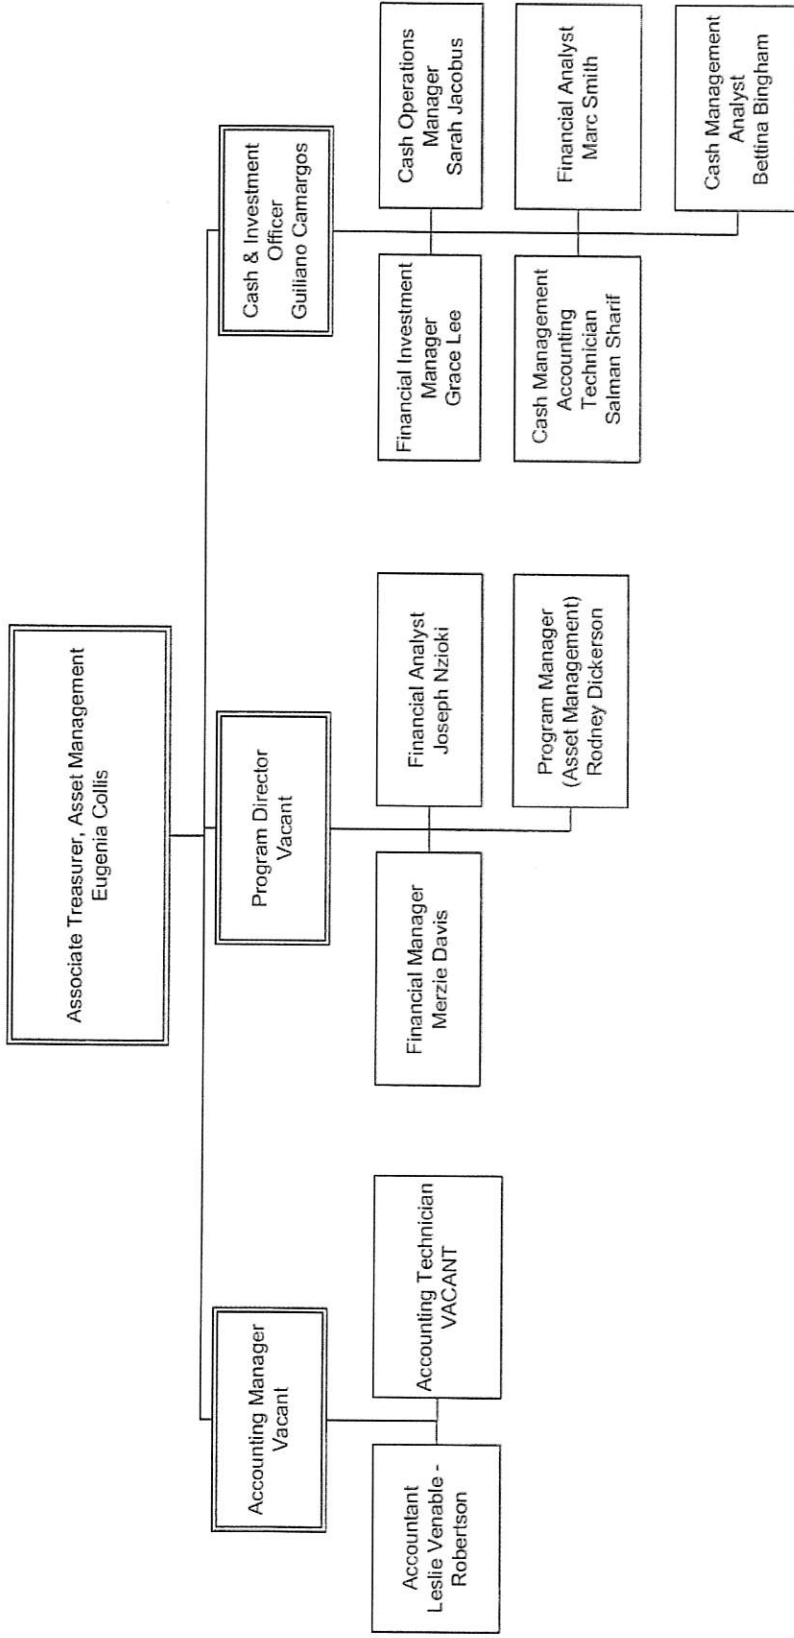 Associate Treasurer, Asset Management
Eugenia Collis
Accounting Manager
Vacant
Program Director
Vacant
Cash & Investment
Officer
Guiliano Camargos
Accountant
Leslie Venable -
Robertson
Accounting Technician
VACANT
Financial Manager
Merzie Davis
Financial Analyst
Joseph Nzioki
Program Manager
(Asset Management)
Rodney Dickerson
Financial Investment
Manager
Grace Lee
Cash Operations
Manager
Sarah Jacobus
Cash Management
Accounting
Technician
Salman Sharif
Financial Analyst
Marc Smith
Cash Management
Analyst
Bettina Bingham